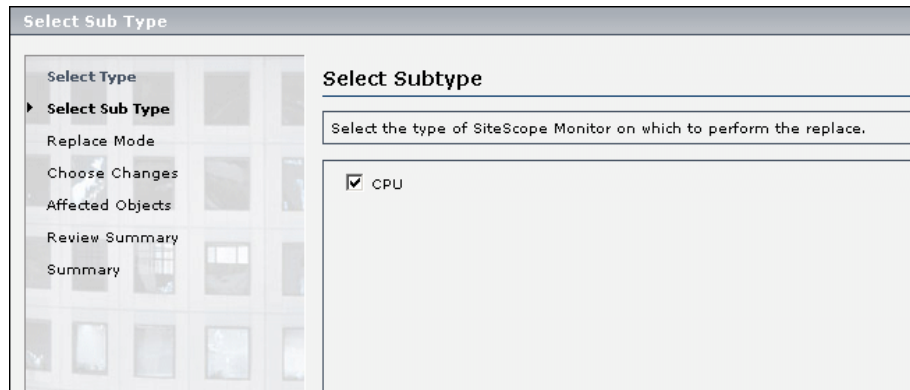 Select Sub Type
Select Type
Select Sub Type
Replace Mode
Choose Changes
Affected Objects
Review Summary
Summary
Select Subtype
Select the type of SiteScope Monitor on which to perform the replace.
CPU